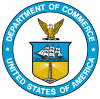 DEPARTMENT OF COMMERCE
UNITED STATES OF AMERICA